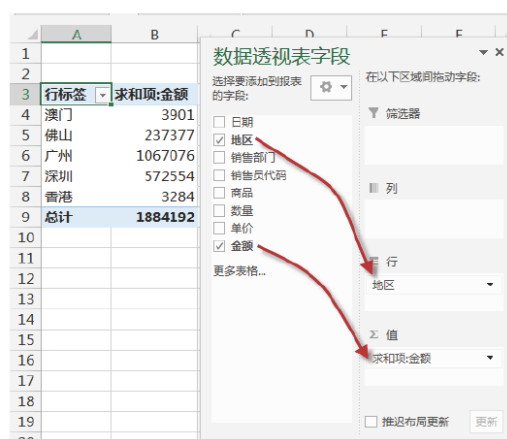 A B C D E F
1 数据透视表字段
2 选择要添加到报表的字段: 在以下区域间拖动字段:
3 行标签 求和项:金额
4 澳门 3901
5 佛山 237377
6 广州 1067076
7 深圳 572554
8 香港 3284
9 总计 1884192
10
11
12
13
14
15
16
17
18
19
日期
地区
销售部门
销售员代码
商品
数量
单价
金额
更多表格...
筛选器
列
行
地区
Σ 值
求和项:金额
推迟布局更新 更新